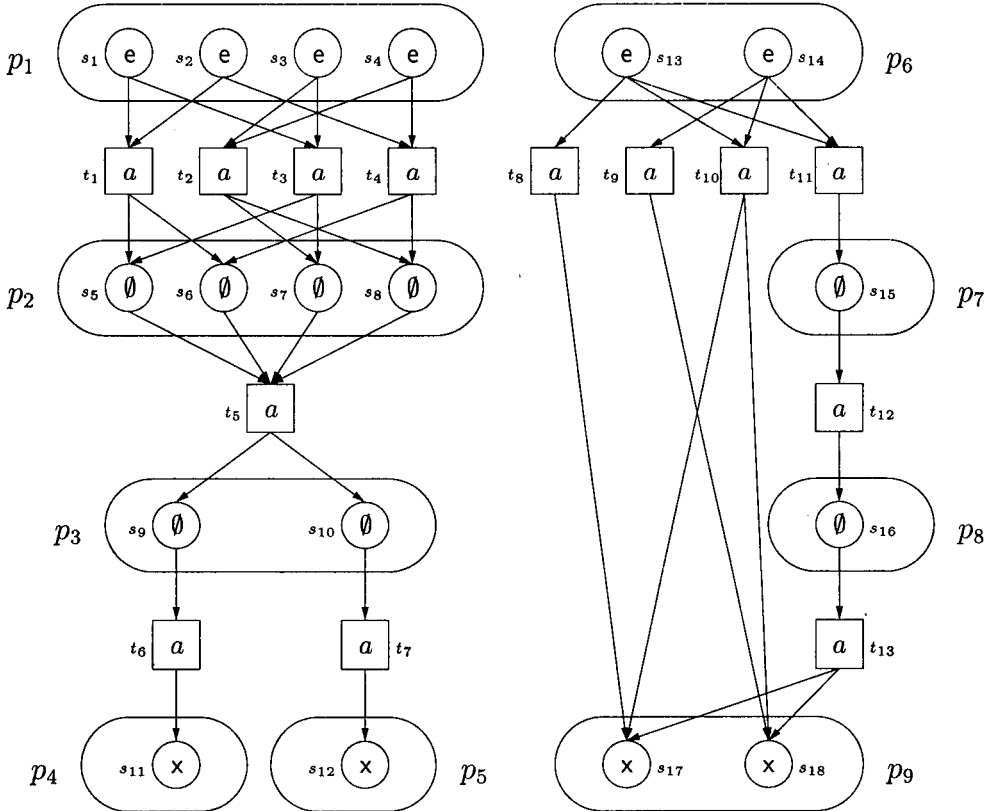 p1 s1 e s2 e s3 e s4 e s13 e e s14 p6
t1 a t2 a t3 a t4 a t8 a t9 a t10 a t11 a
p2 s5 ∅ s6 ∅ s7 ∅ s8 ∅ ∅ s15 p7
t5 a a t12
p3 s9 ∅ s10 ∅ ∅ s16 p8
t6 a a t7 a t13
p4 s11 x s12 x p5 x s17 x s18 p9